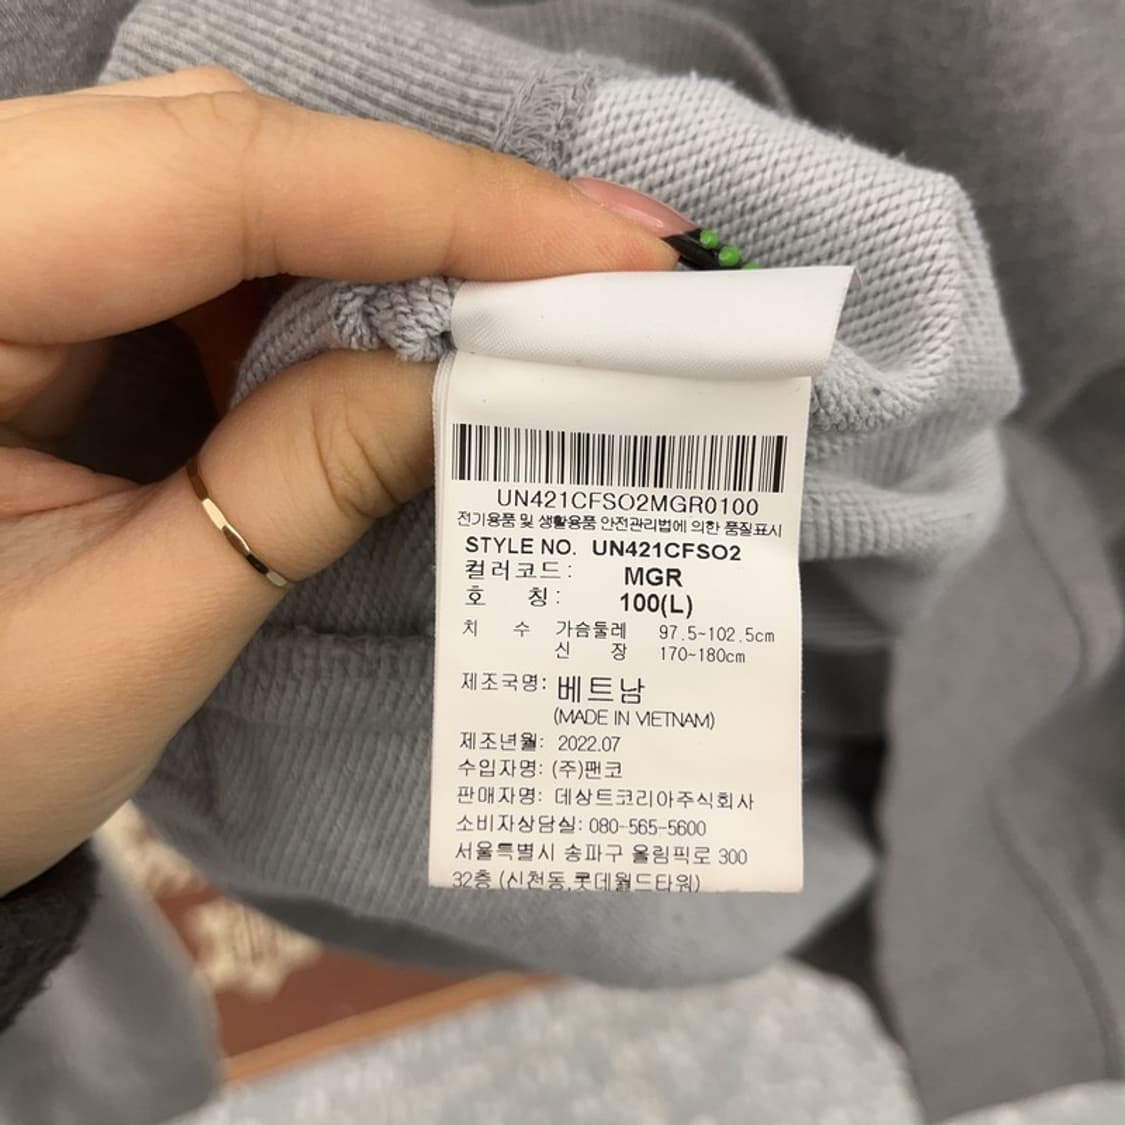 UN421CFSO2MGR0100
전기용품 및 생활용품 안전관리법에 의한 품질표시
STYLE NO. UN421CFSO2
컬러코드: MGR
호 칭: 100(L)
치 수 가슴둘레 97.5~102.5cm
신 장 170~180cm
제조국명: 베트남
(MADE IN VIETNAM)
제조년월: 2022.07
수입자명: (주)팬코
판매자명: 데상트코리아주식회사
소비자상담실: 080-565-5600
서울특별시 송파구 올림픽로 300
32층 (신천동,롯데월드타워)